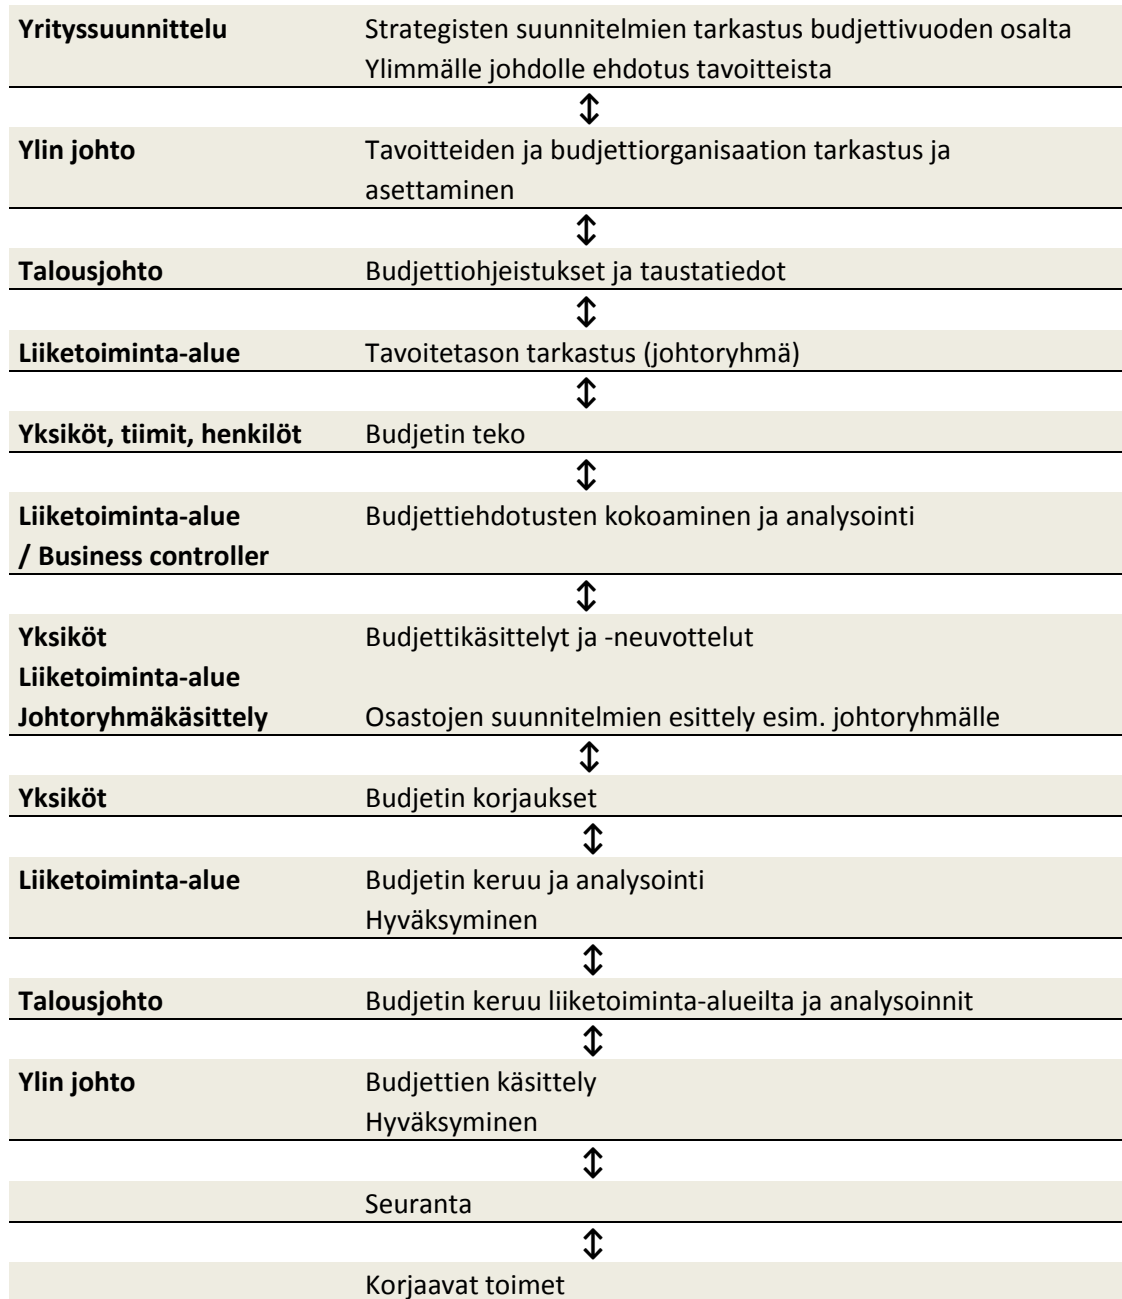 Yrityssuunnittelu Strategisten suunnitelmien tarkastus budjettivuoden osalta
Ylimmälle johdolle ehdotus tavoitteista
↕
Ylin johto Tavoitteiden ja budjettiorganisaation tarkastus ja
asettaminen
↕
Talousjohto Budjettiohjeistukset ja taustatiedot
↕
Liiketoiminta-alue Tavoitetason tarkastus (johtoryhmä)
↕
Yksiköt, tiimit, henkilöt Budjetin teko
↕
Liiketoiminta-alue Budjettiehdotusten kokoaminen ja analysointi
/ Business controller
↕
Yksiköt Budjettikäsittelyt ja -neuvottelut
Liiketoiminta-alue
Johtoryhmäkäsittely Osastojen suunnitelmien esittely esim. johtoryhmälle
↕
Yksiköt Budjetin korjaukset
↕
Liiketoiminta-alue Budjetin keruu ja analysointi
Hyväksyminen
↕
Talousjohto Budjetin keruu liiketoiminta-alueilta ja analysoinnit
↕
Ylin johto Budjettien käsittely
Hyväksyminen
↕
Seuranta
↕
Korjaavat toimet